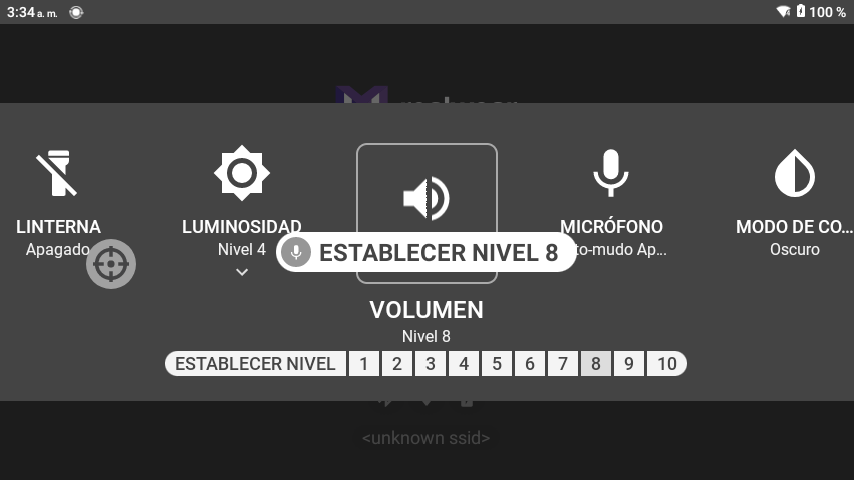 3:34 a. m.
100 %
LINTERNA
Apagado
LUMINOSIDAD
Nivel 4
MICRÓFONO
to-mudo Ap...
MODO DE CO...
Oscuro
ESTABLECER NIVEL 8
VOLUMEN
Nivel 8
ESTABLECER NIVEL 1 2 3 4 5 6 7 8 9 10
<unknown ssid>